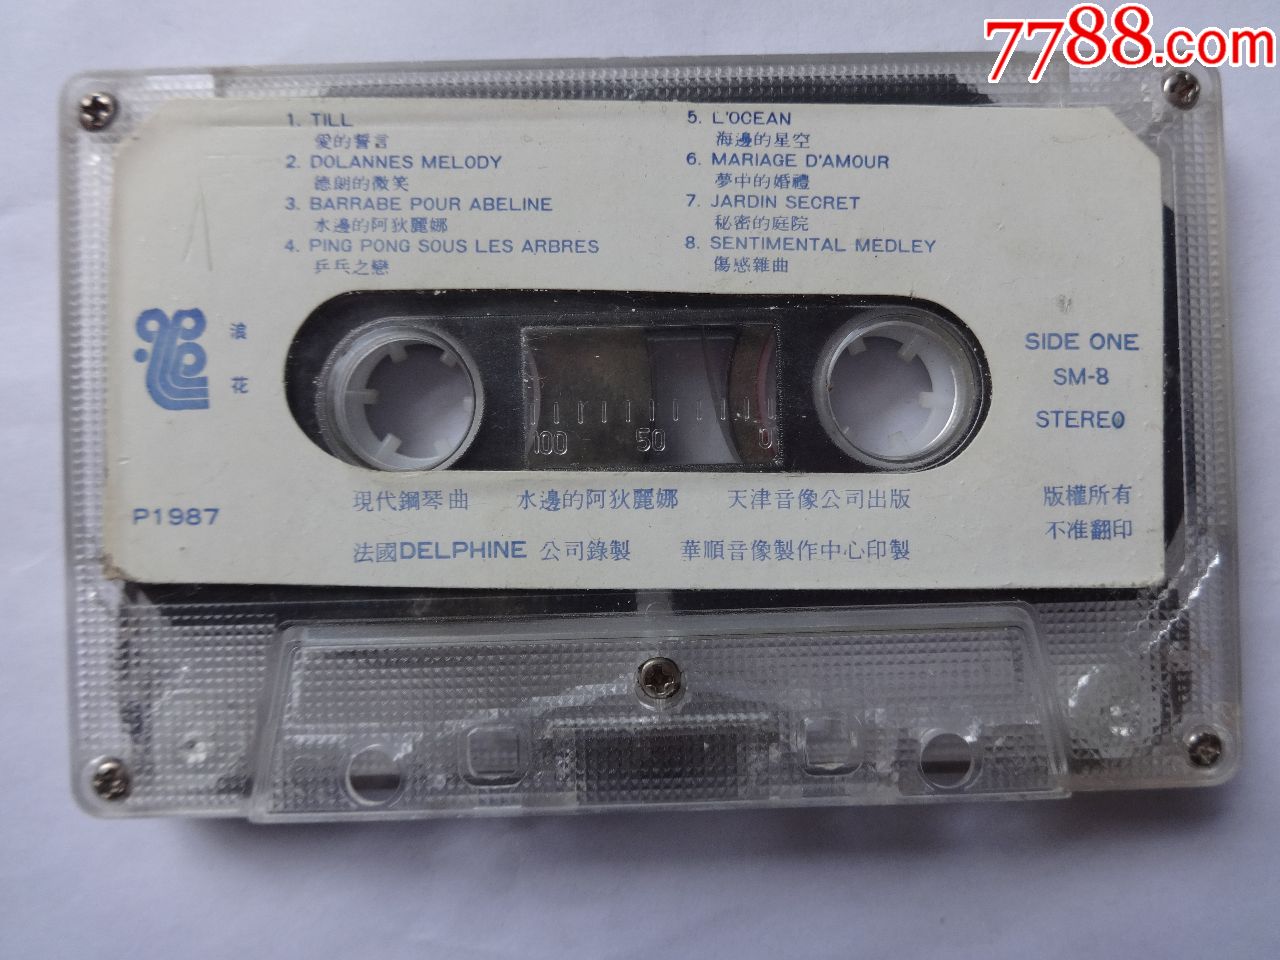 7788.com
1. TILL
愛的誓言
2. DOLANNES MELODY
德朗的微笑
3. BARRABE POUR ABELINE
水邊的阿狄麗娜
4. PING PONG SOUS LES ARBRES
乒乓之戀
5. L'OCEAN
海邊的星空
6. MARIAGE D'AMOUR
夢中的婚禮
7. JARDIN SECRET
秘密的庭院
8. SENTIMENTAL MEDLEY
傷感雜曲
浪花
SIDE ONE
SM-8
STEREO
100 50 0
P1987
現代鋼琴曲 水邊的阿狄麗娜 天津音像公司出版
法國DELPHINE 公司錄製 華順音像製作中心印製
版權所有
不准翻印